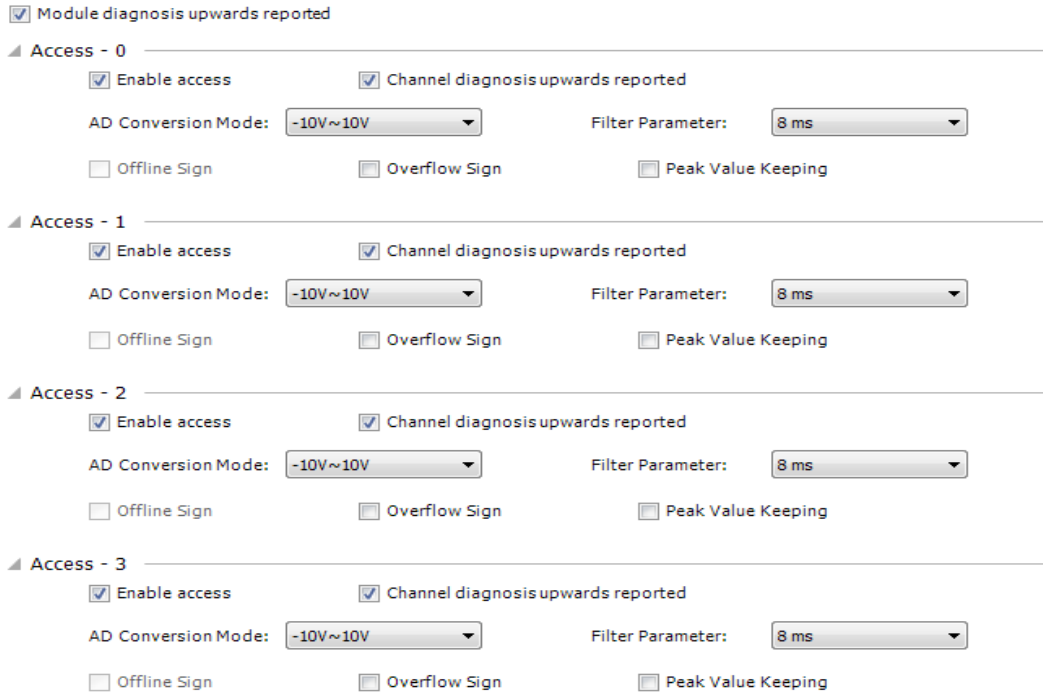 Module diagnosis upwards reported
Access - 0
Enable access Channel diagnosis upwards reported
AD Conversion Mode: -10V~10V Filter Parameter: 8 ms
Offline Sign Overflow Sign Peak Value Keeping
Access - 1
Enable access Channel diagnosis upwards reported
AD Conversion Mode: -10V~10V Filter Parameter: 8 ms
Offline Sign Overflow Sign Peak Value Keeping
Access - 2
Enable access Channel diagnosis upwards reported
AD Conversion Mode: -10V~10V Filter Parameter: 8 ms
Offline Sign Overflow Sign Peak Value Keeping
Access - 3
Enable access Channel diagnosis upwards reported
AD Conversion Mode: -10V~10V Filter Parameter: 8 ms
Offline Sign Overflow Sign Peak Value Keeping